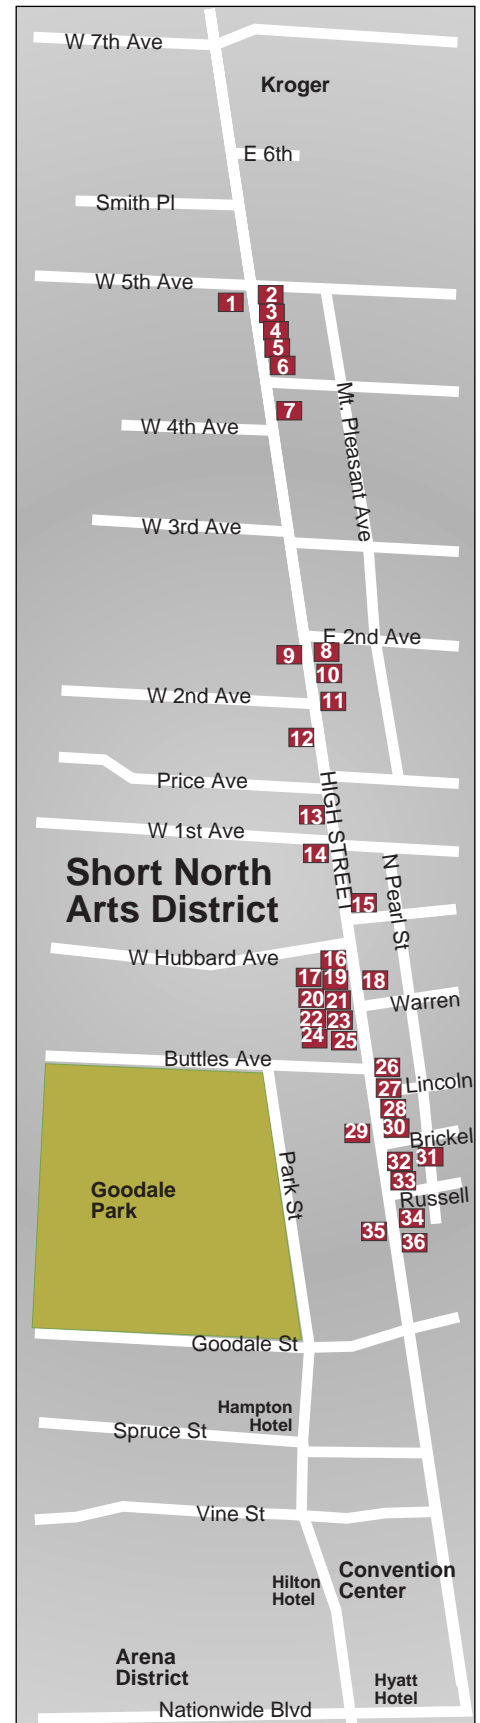 W 7th Ave
Kroger
E 6th
Smith Pl
W 5th Ave
1
2
3
4
5
6
7
Mt. Pleasant Ave
W 4th Ave
W 3rd Ave
E 2nd Ave
9
8
10
W 2nd Ave
11
12
Price Ave
HIGH STREET
13
W 1st Ave
14
Short North
Arts District
N Pearl St
15
W Hubbard Ave
16
17
19
18
20
21
Warren
22
23
24
25
Buttles Ave
26
27
Lincoln
28
29
30
Brickel
32
31
33
Park St
Goodale
Park
Russell
34
35
36
Goodale St
Hampton
Hotel
Spruce St
Vine St
Convention
Center
Hilton
Hotel
Arena
District
Hyatt
Hotel
Nationwide Blvd